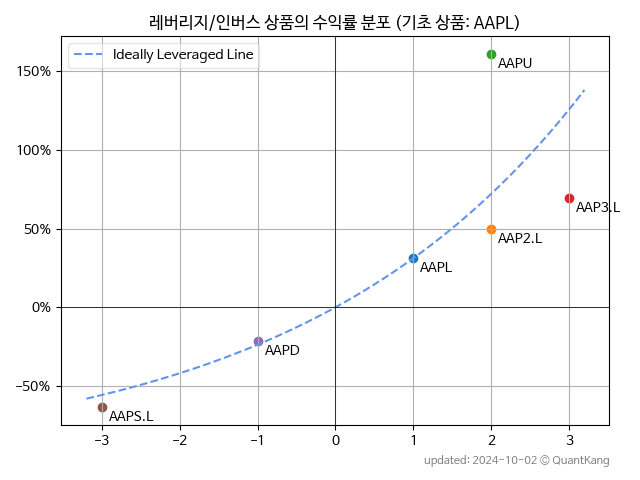 레버리지/인버스 상품의 수익률 분포 (기초 상품: AAPL)
Ideally Leveraged Line
150%
100%
50%
0%
−50%
AAPU
AAP3.L
AAP2.L
AAPL
AAPD
AAPS.L
−3 −2 −1 0 1 2 3
updated: 2024-10-02 © QuantKang